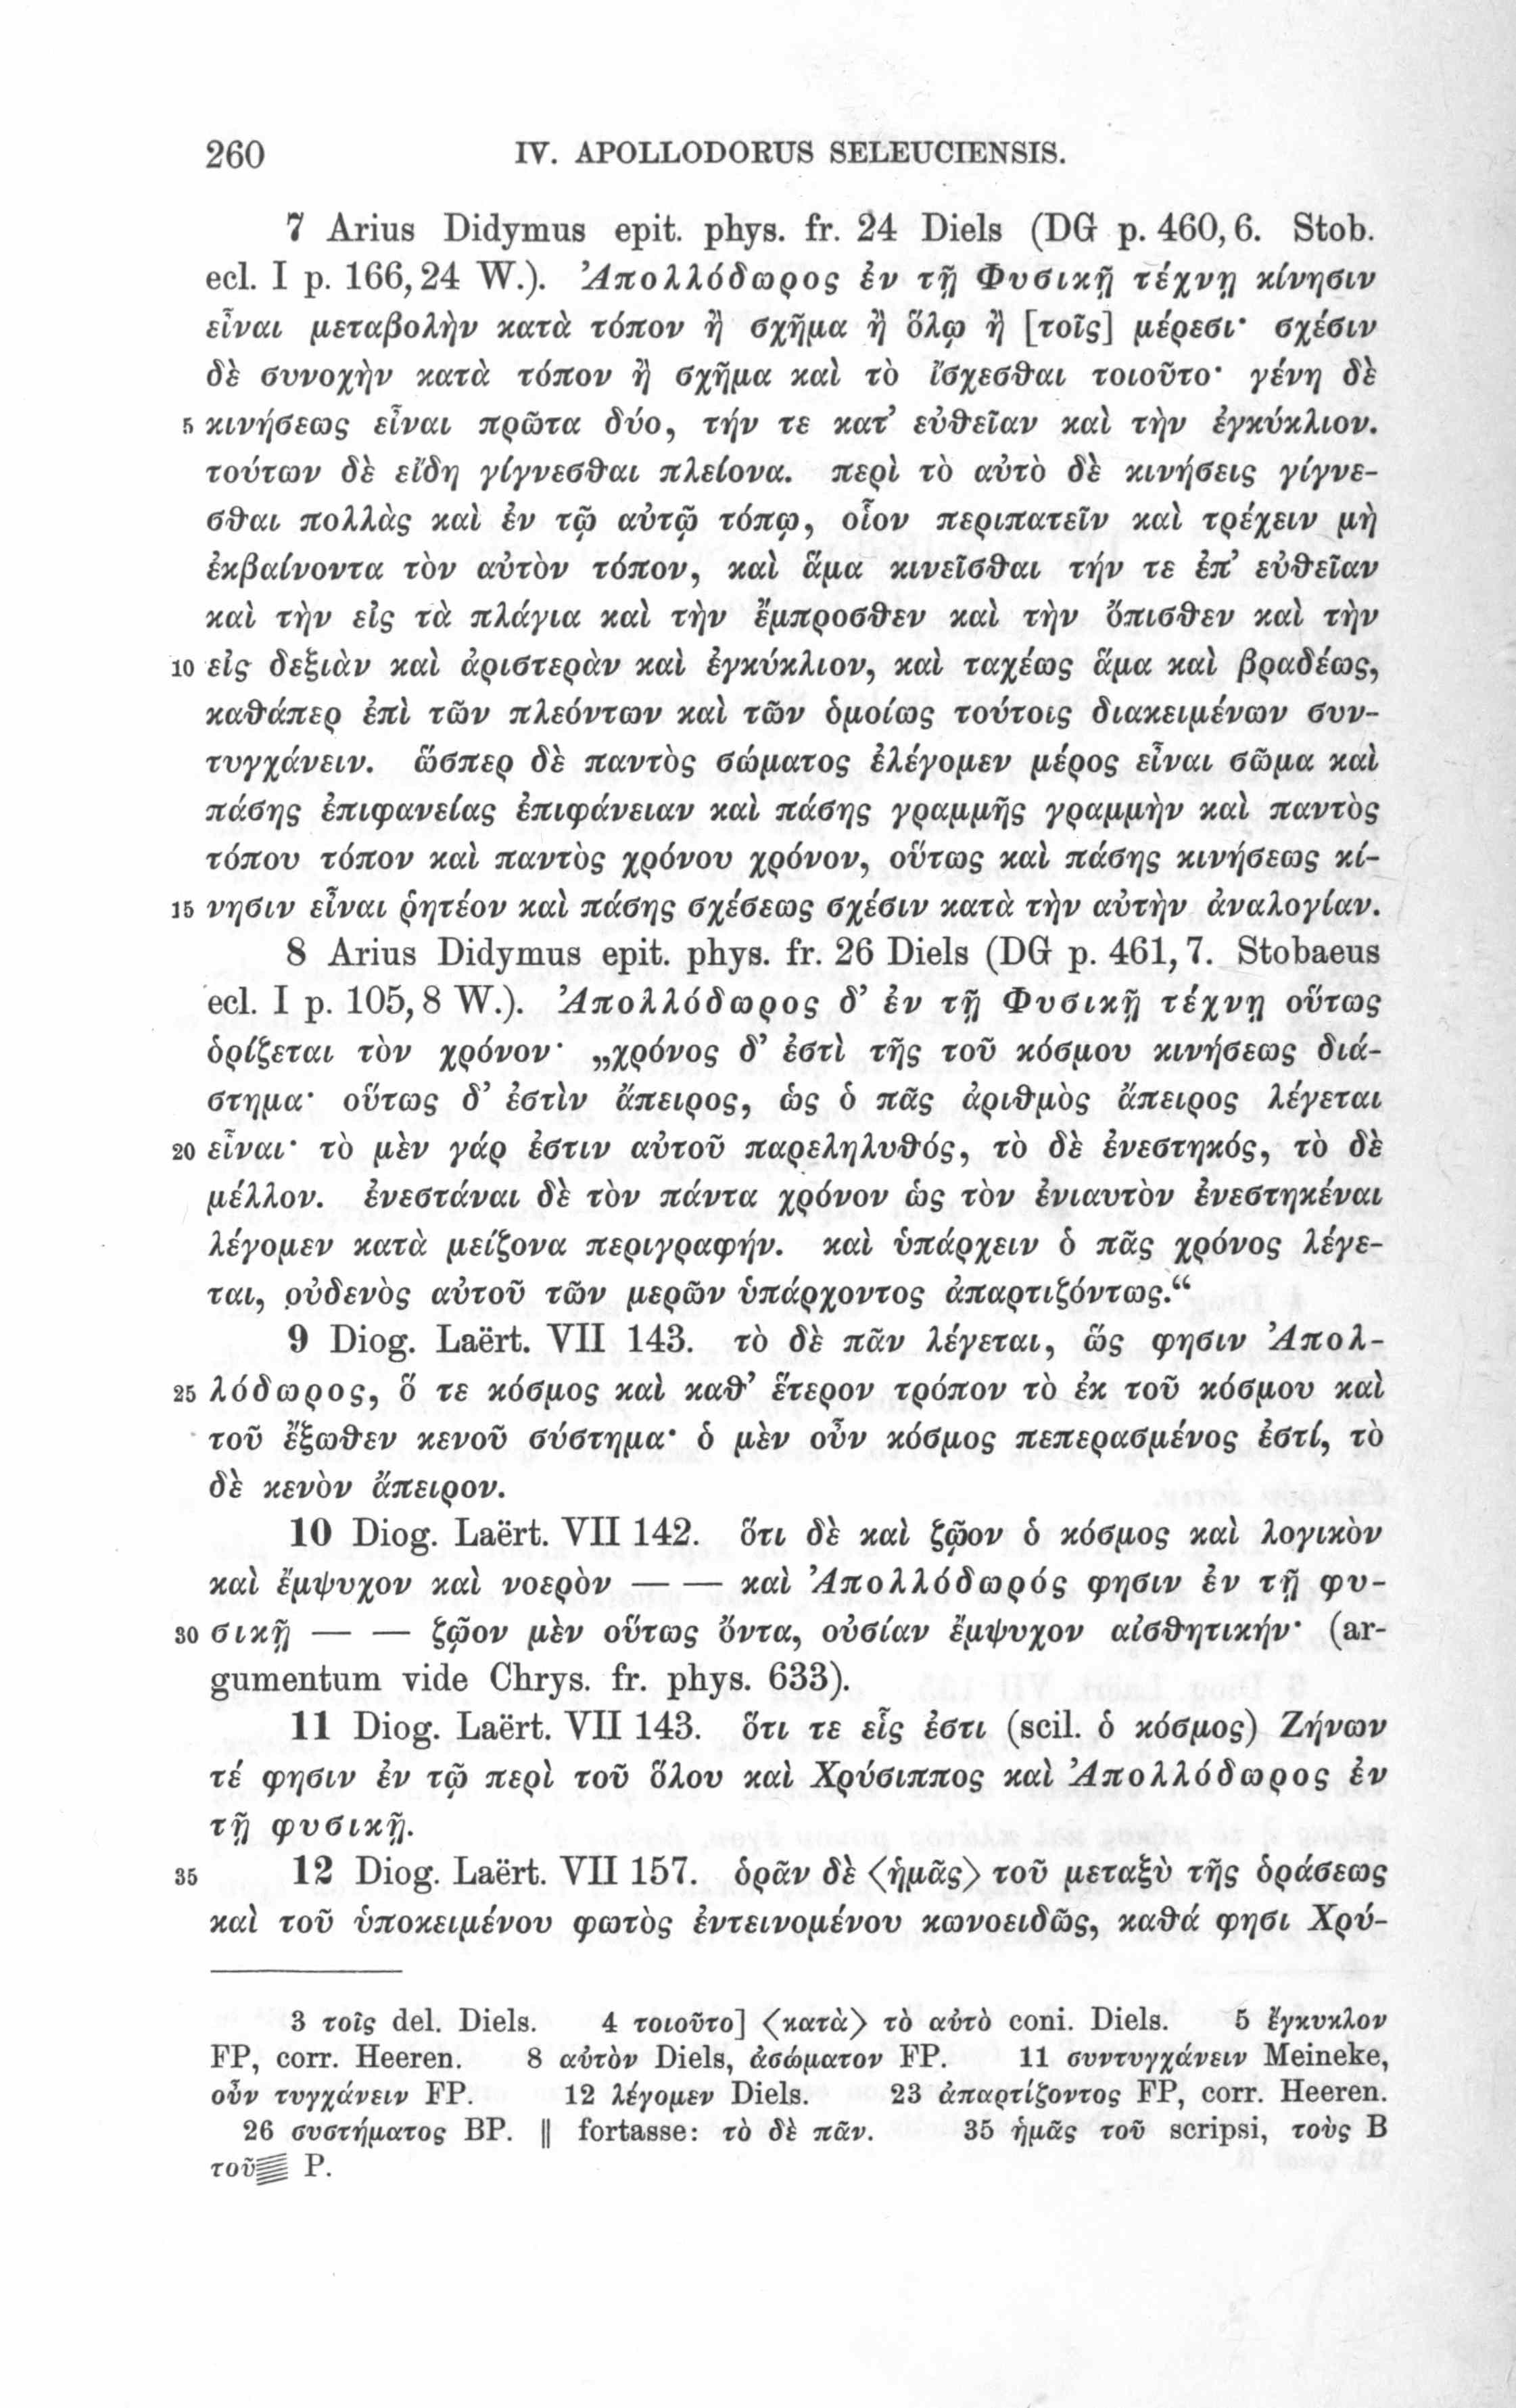 260 IV. APOLLODORUS SELEUCIENSIS.
7 Arius Didymus epit. phys. fr. 24 Diels (DG p. 460,6. Stob.
ecl. I p. 166,24 W.). Ἀπολλόδωρος ἐν τῇ Φυσικῇ τέχνῃ κίνησιν
εἶναι μεταβολὴν κατὰ τόπον ἢ σχῆμα ἢ ὅλῳ ἢ [τοῖς] μέρεσι· σχέσιν
δὲ συνοχὴν κατὰ τόπον ἢ σχῆμα καὶ τὸ ἴσχεσθαι τοιοῦτο· γένη δὲ
5 κινήσεως εἶναι πρῶτα δύο, τήν τε κατ’ εὐθεῖαν καὶ τὴν ἐγκύκλιον.
τούτων δὲ εἴδη γίγνεσθαι πλείονα. περὶ τὸ αὐτὸ δὲ κινήσεις γίγνε-
σθαι πολλὰς καὶ ἐν τῷ αὐτῷ τόπῳ, οἷον περιπατεῖν καὶ τρέχειν μὴ
ἐκβαίνοντα τὸν αὐτὸν τόπον, καὶ ἅμα κινεῖσθαι τήν τε ἐπ’ εὐθεῖαν
καὶ τὴν εἰς τὰ πλάγια καὶ τὴν ἔμπροσθεν καὶ τὴν ὄπισθεν καὶ τὴν
10 εἰς δεξιὰν καὶ ἀριστερὰν καὶ ἐγκύκλιον, καὶ ταχέως ἅμα καὶ βραδέως,
καθάπερ ἐπὶ τῶν πλεόντων καὶ τῶν ὁμοίως τούτοις διακειμένων συν-
τυγχάνειν. ὥσπερ δὲ παντὸς σώματος ἐλέγομεν μέρος εἶναι σῶμα καὶ
πάσης ἐπιφανείας ἐπιφάνειαν καὶ πάσης γραμμῆς γραμμὴν καὶ παντὸς
τόπου τόπον καὶ παντὸς χρόνου χρόνον, οὕτως καὶ πάσης κινήσεως κί-
15 νησιν εἶναι ῥητέον καὶ πάσης σχέσεως σχέσιν κατὰ τὴν αὐτὴν ἀναλογίαν.
8 Arius Didymus epit. phys. fr. 26 Diels (DG p. 461,7. Stobaeus
ecl. I p. 105,8 W.). Ἀπολλόδωρος δ’ ἐν τῇ Φυσικῇ τέχνῃ οὕτως
ὁρίζεται τὸν χρόνον· „χρόνος δ’ ἐστὶ τῆς τοῦ κόσμου κινήσεως διά-
στημα· οὕτως δ’ ἐστὶν ἄπειρος, ὡς ὁ πᾶς ἀριθμὸς ἄπειρος λέγεται
20 εἶναι· τὸ μὲν γάρ ἐστιν αὐτοῦ παρεληλυθός, τὸ δὲ ἐνεστηκός, τὸ δὲ
μέλλον. ἐνεστάναι δὲ τὸν πάντα χρόνον ὡς τὸν ἐνιαυτὸν ἐνεστηκέναι
λέγομεν κατὰ μείζονα περιγραφήν. καὶ ὑπάρχειν ὁ πᾶς χρόνος λέγε-
ται, οὐδενὸς αὐτοῦ τῶν μερῶν ὑπάρχοντος ἀπαρτιζόντως.“
9 Diog. Laërt. VII 143. τὸ δὲ πᾶν λέγεται, ὥς φησιν Ἀπολ-
25 λόδωρος, ὅ τε κόσμος καὶ καθ’ ἕτερον τρόπον τὸ ἐκ τοῦ κόσμου καὶ
τοῦ ἔξωθεν κενοῦ σύστημα· ὁ μὲν οὖν κόσμος πεπερασμένος ἐστί, τὸ
δὲ κενὸν ἄπειρον.
10 Diog. Laërt. VII 142. ὅτι δὲ καὶ ζῷον ὁ κόσμος καὶ λογικὸν
καὶ ἔμψυχον καὶ νοερὸν — — καὶ Ἀπολλόδωρός φησιν ἐν τῇ φυ-
30 σικῇ — — ζῷον μὲν οὕτως ὄντα, οὐσίαν ἔμψυχον αἰσθητικήν· (ar-
gumentum vide Chrys. fr. phys. 633).
11 Diog. Laërt. VII 143. ὅτι τε εἷς ἐστι (scil. ὁ κόσμος) Ζήνων
τέ φησιν ἐν τῷ περὶ τοῦ ὅλου καὶ Χρύσιππος καὶ Ἀπολλόδωρος ἐν
τῇ φυσικῇ.
35 12 Diog. Laërt. VII 157. ὁρᾶν δὲ ⟨ἡμᾶς⟩ τοῦ μεταξὺ τῆς ὁράσεως
καὶ τοῦ ὑποκειμένου φωτὸς ἐντεινομένου κωνοειδῶς, καθά φησι Χρύ-
3 τοῖς del. Diels. 4 τοιοῦτο] ⟨κατὰ⟩ τὸ αὐτὸ coni. Diels. 5 ἔγκυκλον
FP, corr. Heeren. 8 αὐτὸν Diels, ἀσώματον FP. 11 συντυγχάνειν Meineke,
οὖν τυγχάνειν FP. 12 λέγομεν Diels. 23 ἀπαρτίζοντος FP, corr. Heeren.
26 συστήματος BP. || fortasse: τὸ δὲ πᾶν. 35 ἡμᾶς τοῦ scripsi, τοὺς B
τοῦ P.